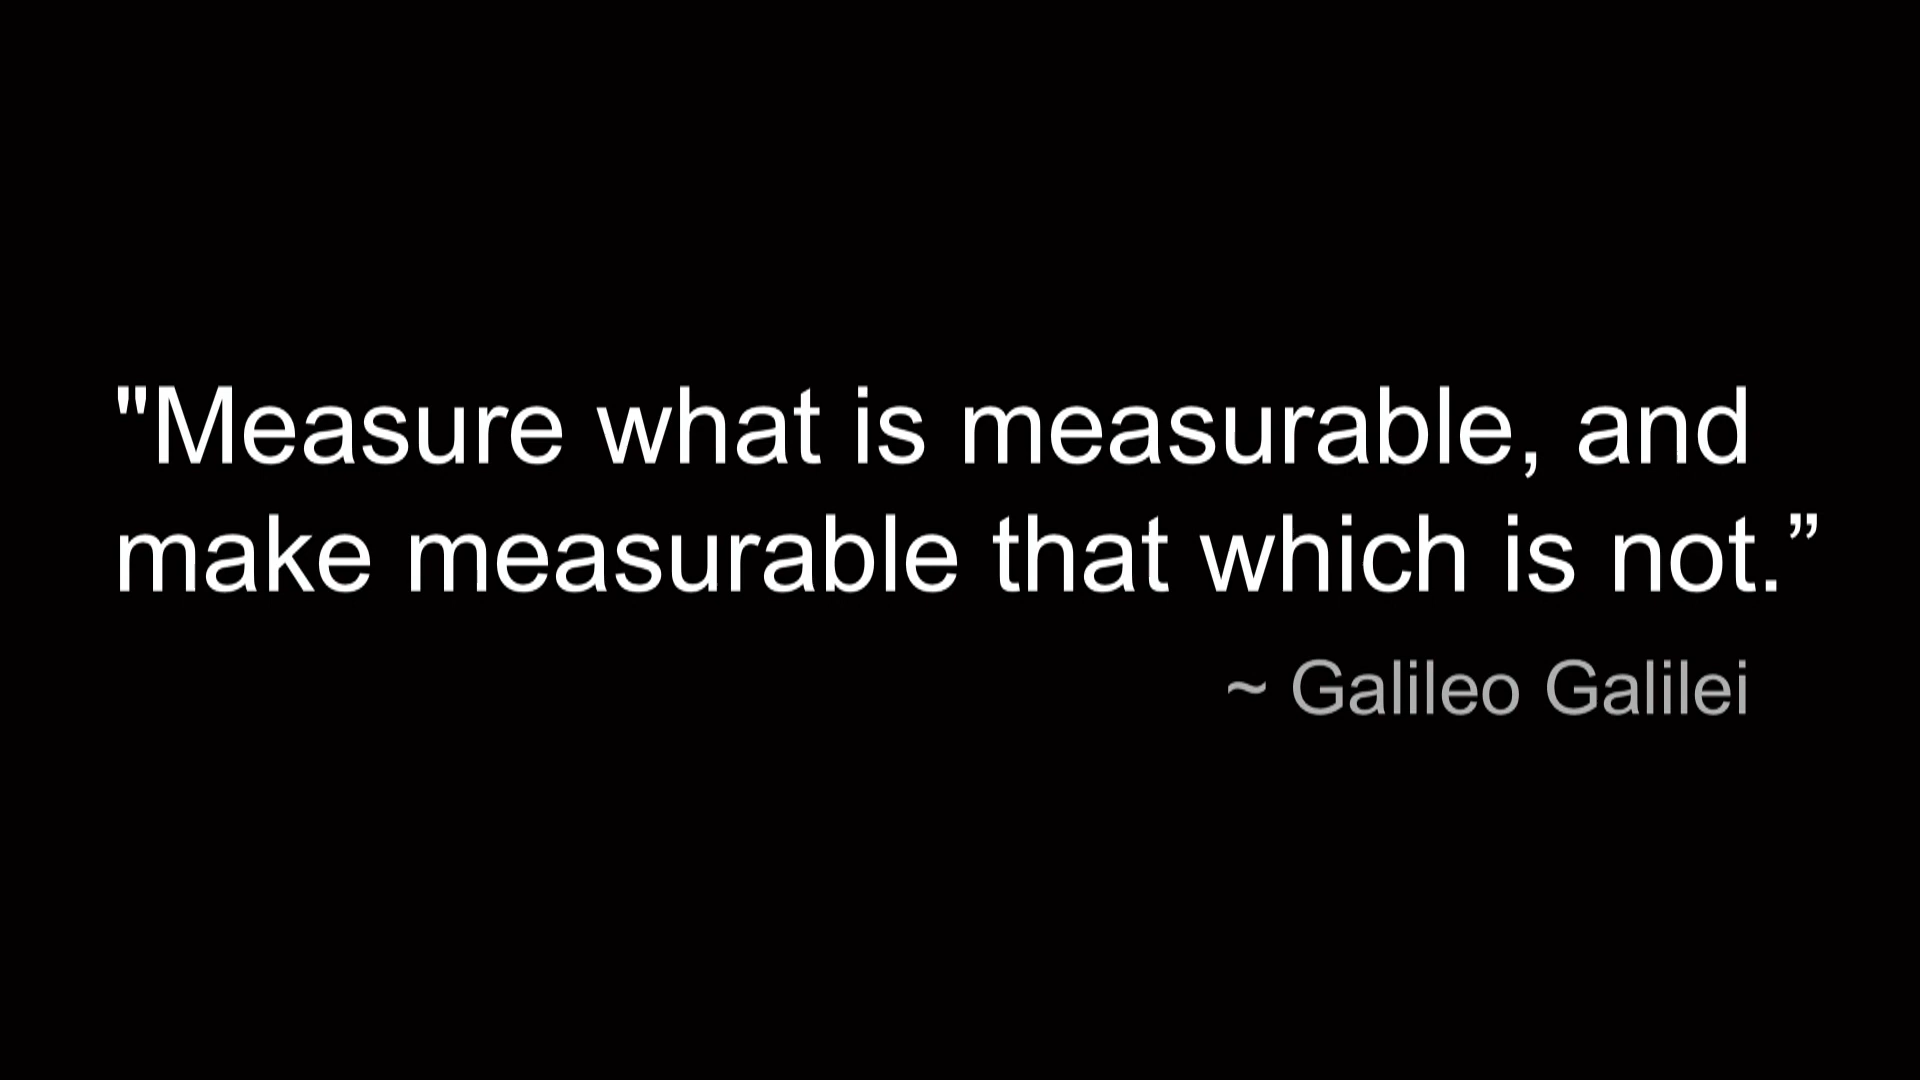 "Measure what is measurable, and
make measurable that which is not.”
~ Galileo Galilei